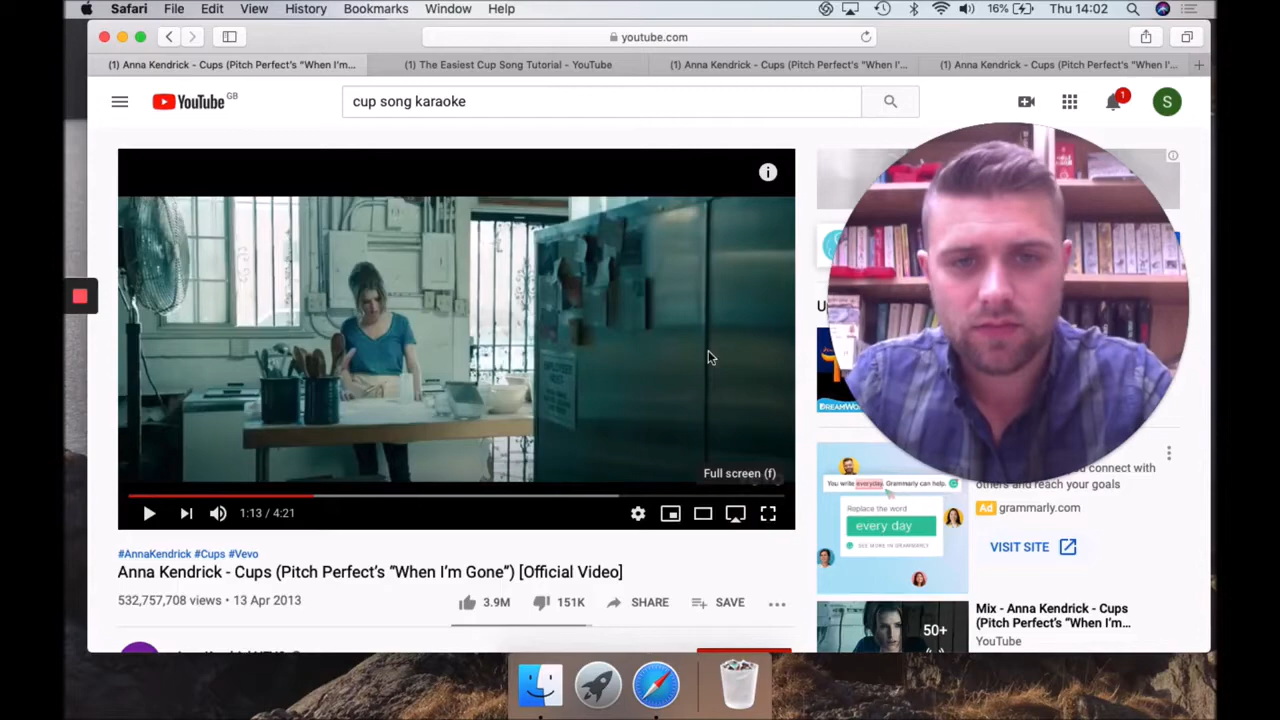 Safari File Edit View History Bookmarks Window Help 16% Thu 14:02
youtube.com
(1) Anna Kendrick - Cups (Pitch Perfect's "When I'm... (1) The Easiest Cup Song Tutorial - YouTube (1) Anna Kendrick - Cups (Pitch Perfect's "When I'... (1) Anna Kendrick - Cups (Pitch Perfect's "When I'...
YouTube GB cup song karaoke 1 S
Full screen (f)
1:13 / 4:21
#AnnaKendrick #Cups #Vevo
Anna Kendrick - Cups (Pitch Perfect's “When I’m Gone”) [Official Video]
532,757,708 views • 13 Apr 2013 3.9M 151K SHARE SAVE
DREAMWO
You write everyday. Grammarly can help.
Replace the word
every day
connect with
others and reach your goals
Ad grammarly.com
VISIT SITE
50+
Mix - Anna Kendrick - Cups
(Pitch Perfect's “When I'm...
YouTube